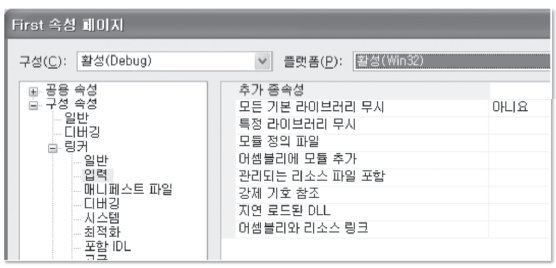 First 속성 페이지
구성(C): 활성(Debug) 플랫폼(P): 활성(Win32)
공용 속성
구성 속성
일반
디버깅
링커
일반
입력
매니페스트 파일
디버깅
시스템
최적화
포함 IDL
고급
추가 종속성
모든 기본 라이브러리 무시 아니요
특정 라이브러리 무시
모듈 정의 파일
어셈블리에 모듈 추가
관리되는 리소스 파일 포함
강제 기호 참조
지연 로드된 DLL
어셈블리와 리소스 링크